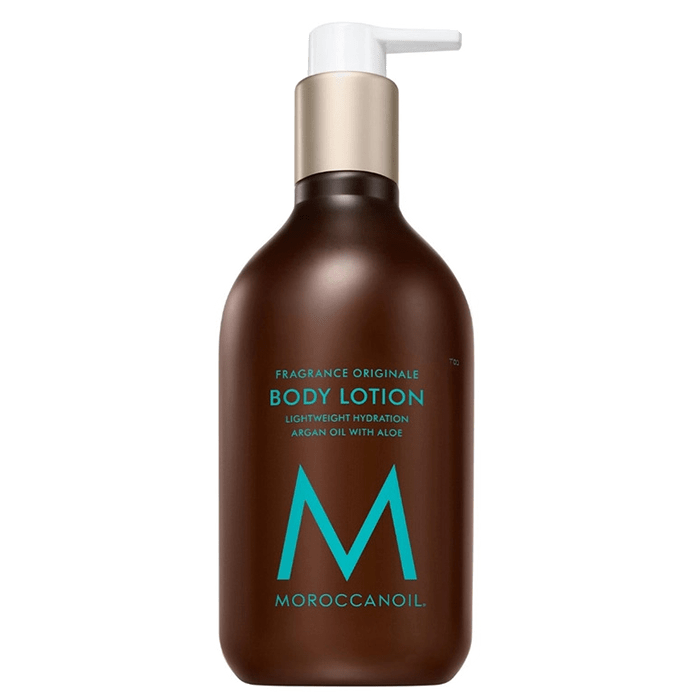 FRAGRANCE ORIGINALE
BODY LOTION
LIGHTWEIGHT HYDRATION
ARGAN OIL WITH ALOE
M
MOROCCANOIL®